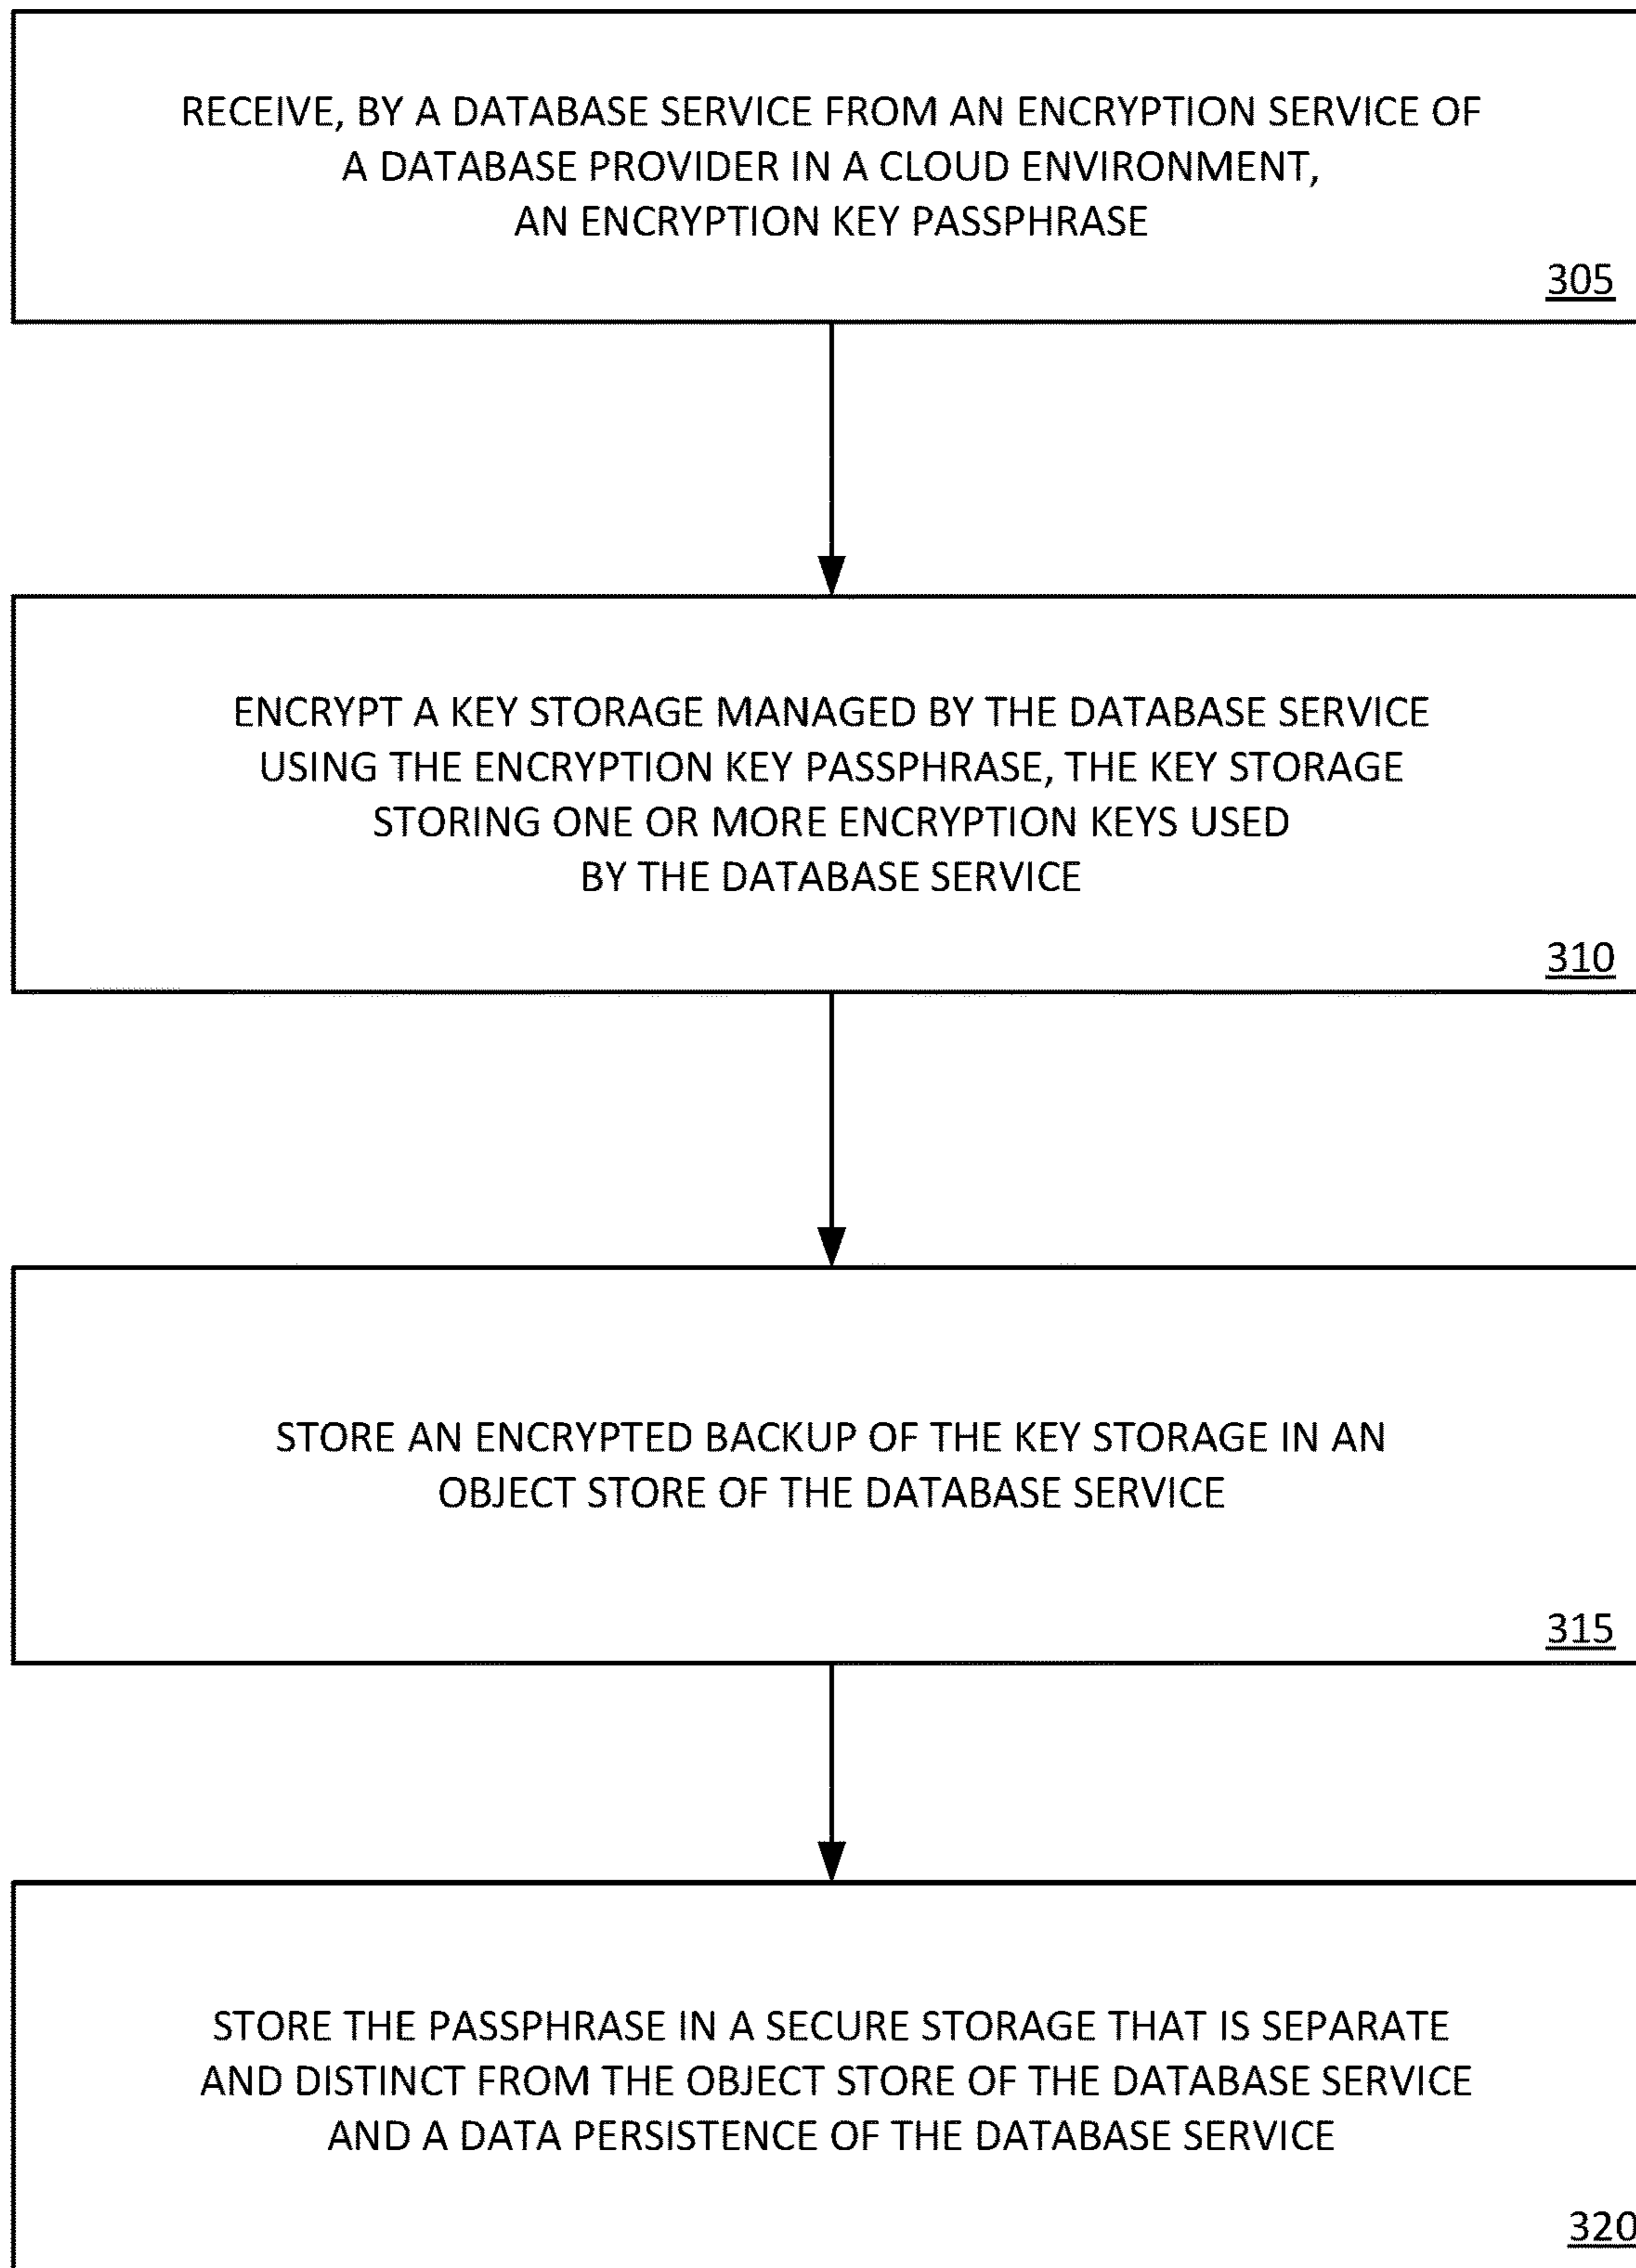 RECEIVE, BY A DATABASE SERVICE FROM AN ENCRYPTION SERVICE OF
A DATABASE PROVIDER IN A CLOUD ENVIRONMENT,
AN ENCRYPTION KEY PASSPHRASE
305
ENCRYPT A KEY STORAGE MANAGED BY THE DATABASE SERVICE
USING THE ENCRYPTION KEY PASSPHRASE, THE KEY STORAGE
STORING ONE OR MORE ENCRYPTION KEYS USED
BY THE DATABASE SERVICE
310
STORE AN ENCRYPTED BACKUP OF THE KEY STORAGE IN AN
OBJECT STORE OF THE DATABASE SERVICE
315
STORE THE PASSPHRASE IN A SECURE STORAGE THAT IS SEPARATE
AND DISTINCT FROM THE OBJECT STORE OF THE DATABASE SERVICE
AND A DATA PERSISTENCE OF THE DATABASE SERVICE
320